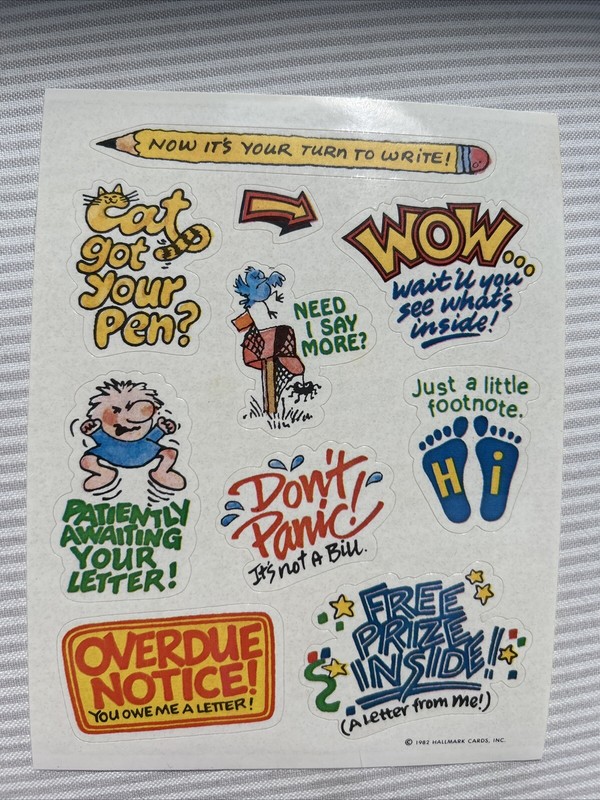 NOW IT'S YOUR TURN TO WRITE!
Cat
got
your
pen?
WOW...
wait'll you
see what's
inside!
NEED
I SAY
MORE?
Just a little
footnote.
Hi
PATIENTLY
AWAITING
YOUR
LETTER!
Don't
Panic!
It's not A Bill.
OVERDUE
NOTICE!
YOU OWE ME A LETTER!
FREE
PRIZE
INSIDE!
(A Letter from me!)
© 1982 HALLMARK CARDS, INC.